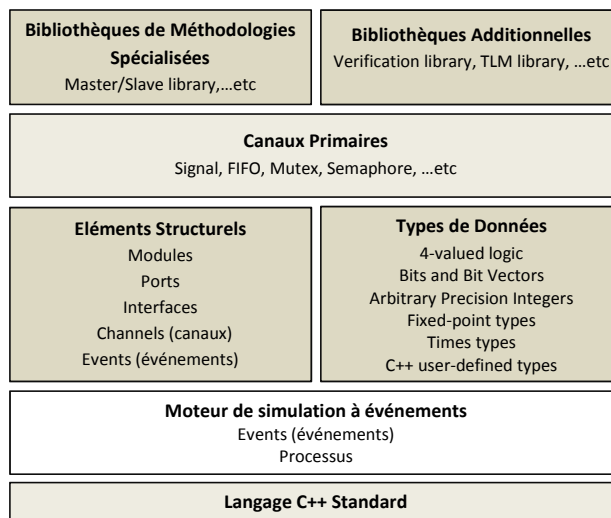 Bibliothèques de Méthodologies
Spécialisées
Master/Slave library,…etc
Bibliothèques Additionnelles
Verification library, TLM library, …etc
Canaux Primaires
Signal, FIFO, Mutex, Semaphore, …etc
Eléments Structurels
Modules
Ports
Interfaces
Channels (canaux)
Events (événements)
Types de Données
4-valued logic
Bits and Bit Vectors
Arbitrary Precision Integers
Fixed-point types
Times types
C++ user-defined types
Moteur de simulation à événements
Events (événements)
Processus
Langage C++ Standard